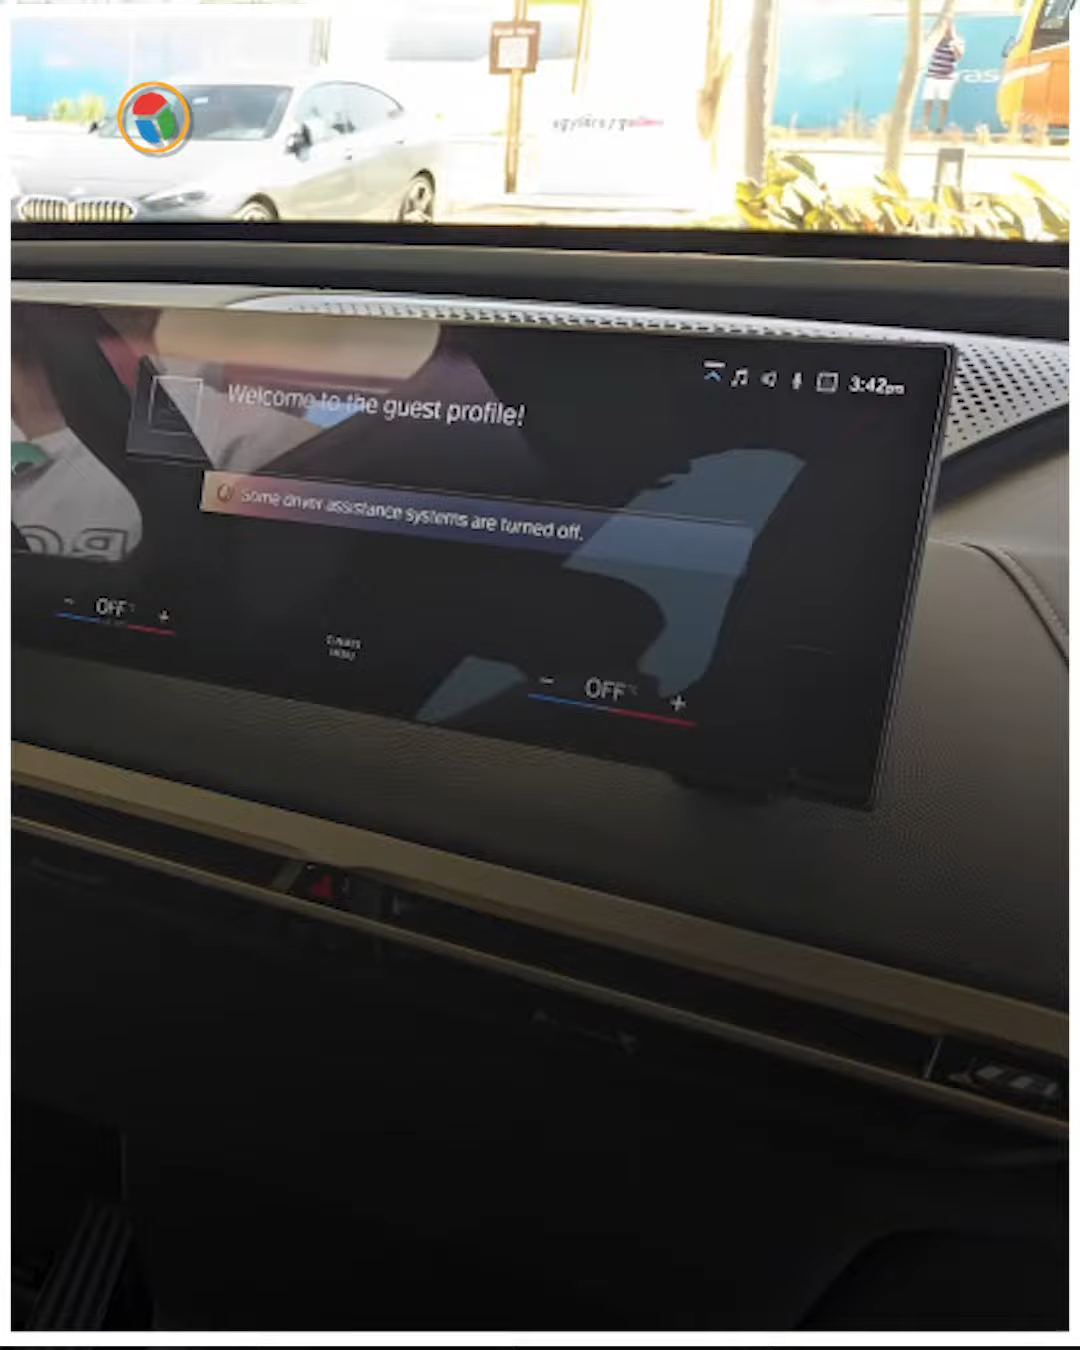 3:42pm
Welcome to the guest profile!
Some driver assistance systems are turned off.
- OFF +
- OFF °C +